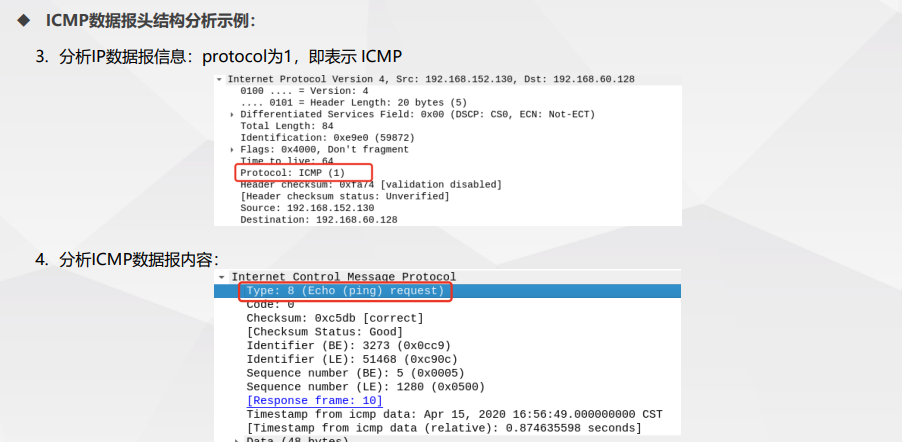 ◆ ICMP数据报头结构分析示例：
3. 分析IP数据报信息：protocol为1，即表示 ICMP
Internet Protocol Version 4, Src: 192.168.152.130, Dst: 192.168.60.128
0100 .... = Version: 4
.... 0101 = Header Length: 20 bytes (5)
Differentiated Services Field: 0x00 (DSCP: CS0, ECN: Not-ECT)
Total Length: 84
Identification: 0xe9e0 (59872)
Flags: 0x4000, Don't fragment
Time to live: 64
Protocol: ICMP (1)
Header checksum: 0xfa74 [validation disabled]
[Header checksum status: Unverified]
Source: 192.168.152.130
Destination: 192.168.60.128
4. 分析ICMP数据报内容：
Internet Control Message Protocol
Type: 8 (Echo (ping) request)
Code: 0
Checksum: 0xc5db [correct]
[Checksum Status: Good]
Identifier (BE): 3273 (0x0cc9)
Identifier (LE): 51468 (0xc90c)
Sequence number (BE): 5 (0x0005)
Sequence number (LE): 1280 (0x0500)
[Response frame: 10]
Timestamp from icmp data: Apr 15, 2020 16:56:49.000000000 CST
[Timestamp from icmp data (relative): 0.874635598 seconds]
Data (48 bytes)